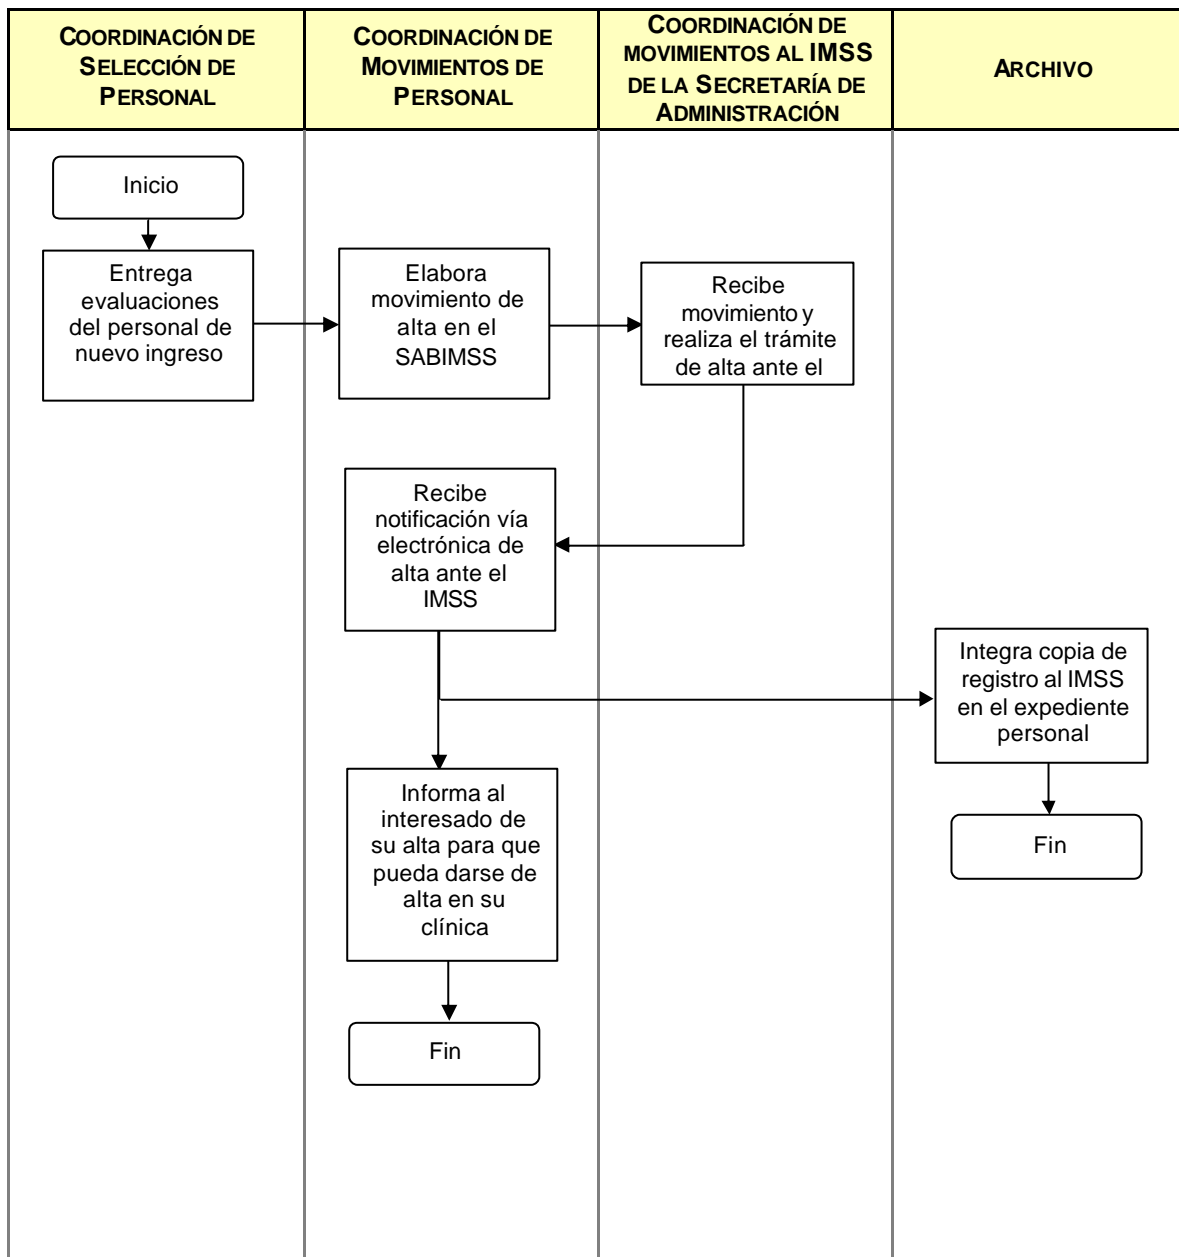 COORDINACIÓN DE
SELECCIÓN DE
PERSONAL
COORDINACIÓN DE
MOVIMIENTOS DE
PERSONAL
COORDINACIÓN DE
MOVIMIENTOS AL IMSS
DE LA SECRETARÍA DE
ADMINISTRACIÓN
ARCHIVO
Inicio
Entrega
evaluaciones
del personal de
nuevo ingreso
Elabora
movimiento de
alta en el
SABIMSS
Recibe
movimiento y
realiza el trámite
de alta ante el
Recibe
notificación vía
electrónica de
alta ante el
IMSS
Integra copia de
registro al IMSS
en el expediente
personal
Informa al
interesado de
su alta para que
pueda darse de
alta en su
clínica
Fin
Fin